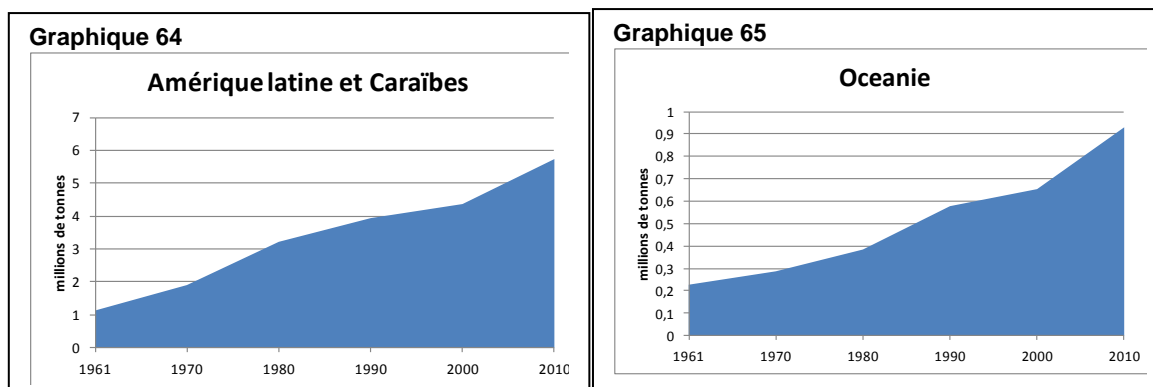 Graphique 64
Amérique latine et Caraïbes
millions de tonnes
7
6
5
4
3
2
1
0
1961 1970 1980 1990 2000 2010
Graphique 65
Oceanie
millions de tonnes
1
0,9
0,8
0,7
0,6
0,5
0,4
0,3
0,2
0,1
0
1961 1970 1980 1990 2000 2010